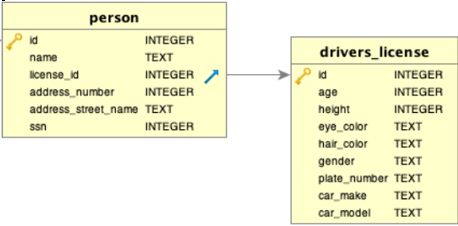 person
id INTEGER
name TEXT
license_id INTEGER
address_number INTEGER
address_street_name TEXT
ssn INTEGER
drivers_license
id INTEGER
age INTEGER
height INTEGER
eye_color TEXT
hair_color TEXT
gender TEXT
plate_number TEXT
car_make TEXT
car_model TEXT